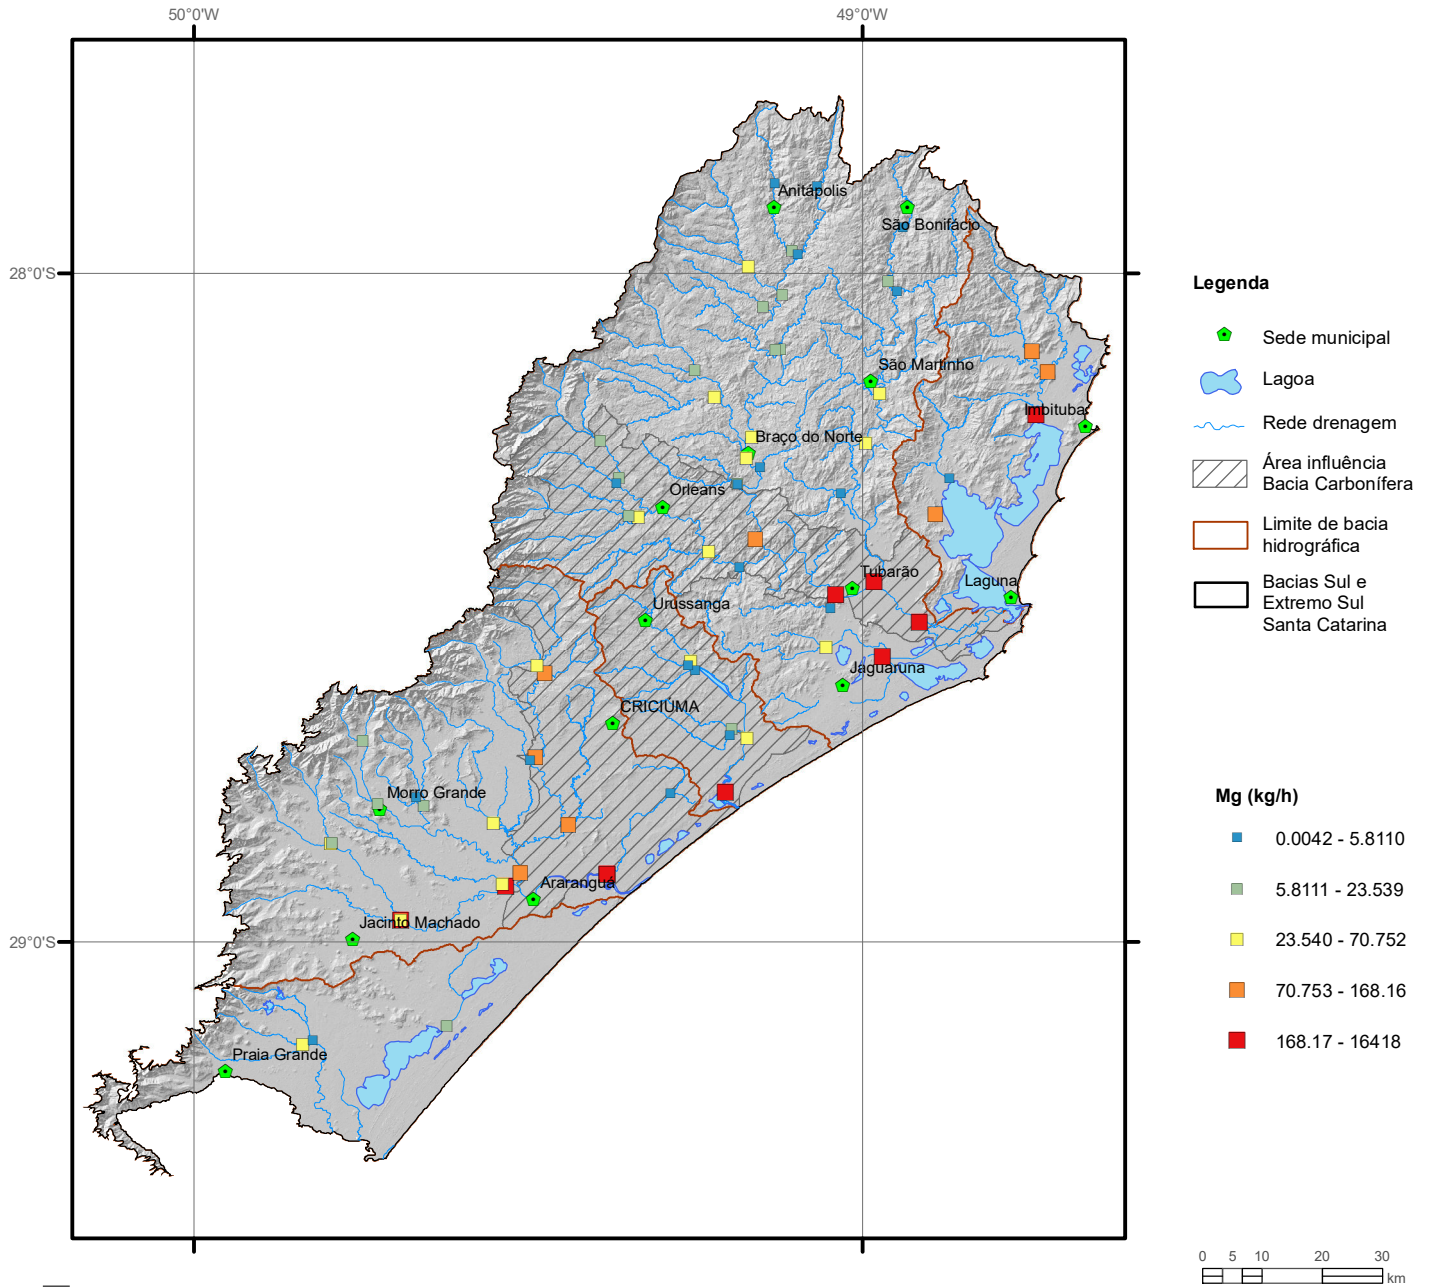 50°0'W
49°0'W
28°0'S
29°0'S
Anitápolis
São Bonifácio
São Martinho
Imbituba
Braço do Norte
Orleans
Tubarão
Laguna
Urussanga
Jaguaruna
CRICIÚMA
Morro Grande
Araranguá
Jacinto Machado
Praia Grande
Legenda
Sede municipal
Lagoa
Rede drenagem
Área influência
Bacia Carbonífera
Limite de bacia
hidrográfica
Bacias Sul e
Extremo Sul
Santa Catarina
Mg (kg/h)
0.0042 - 5.8110
5.8111 - 23.539
23.540 - 70.752
70.753 - 168.16
168.17 - 16418
0 5 10 20 30
km